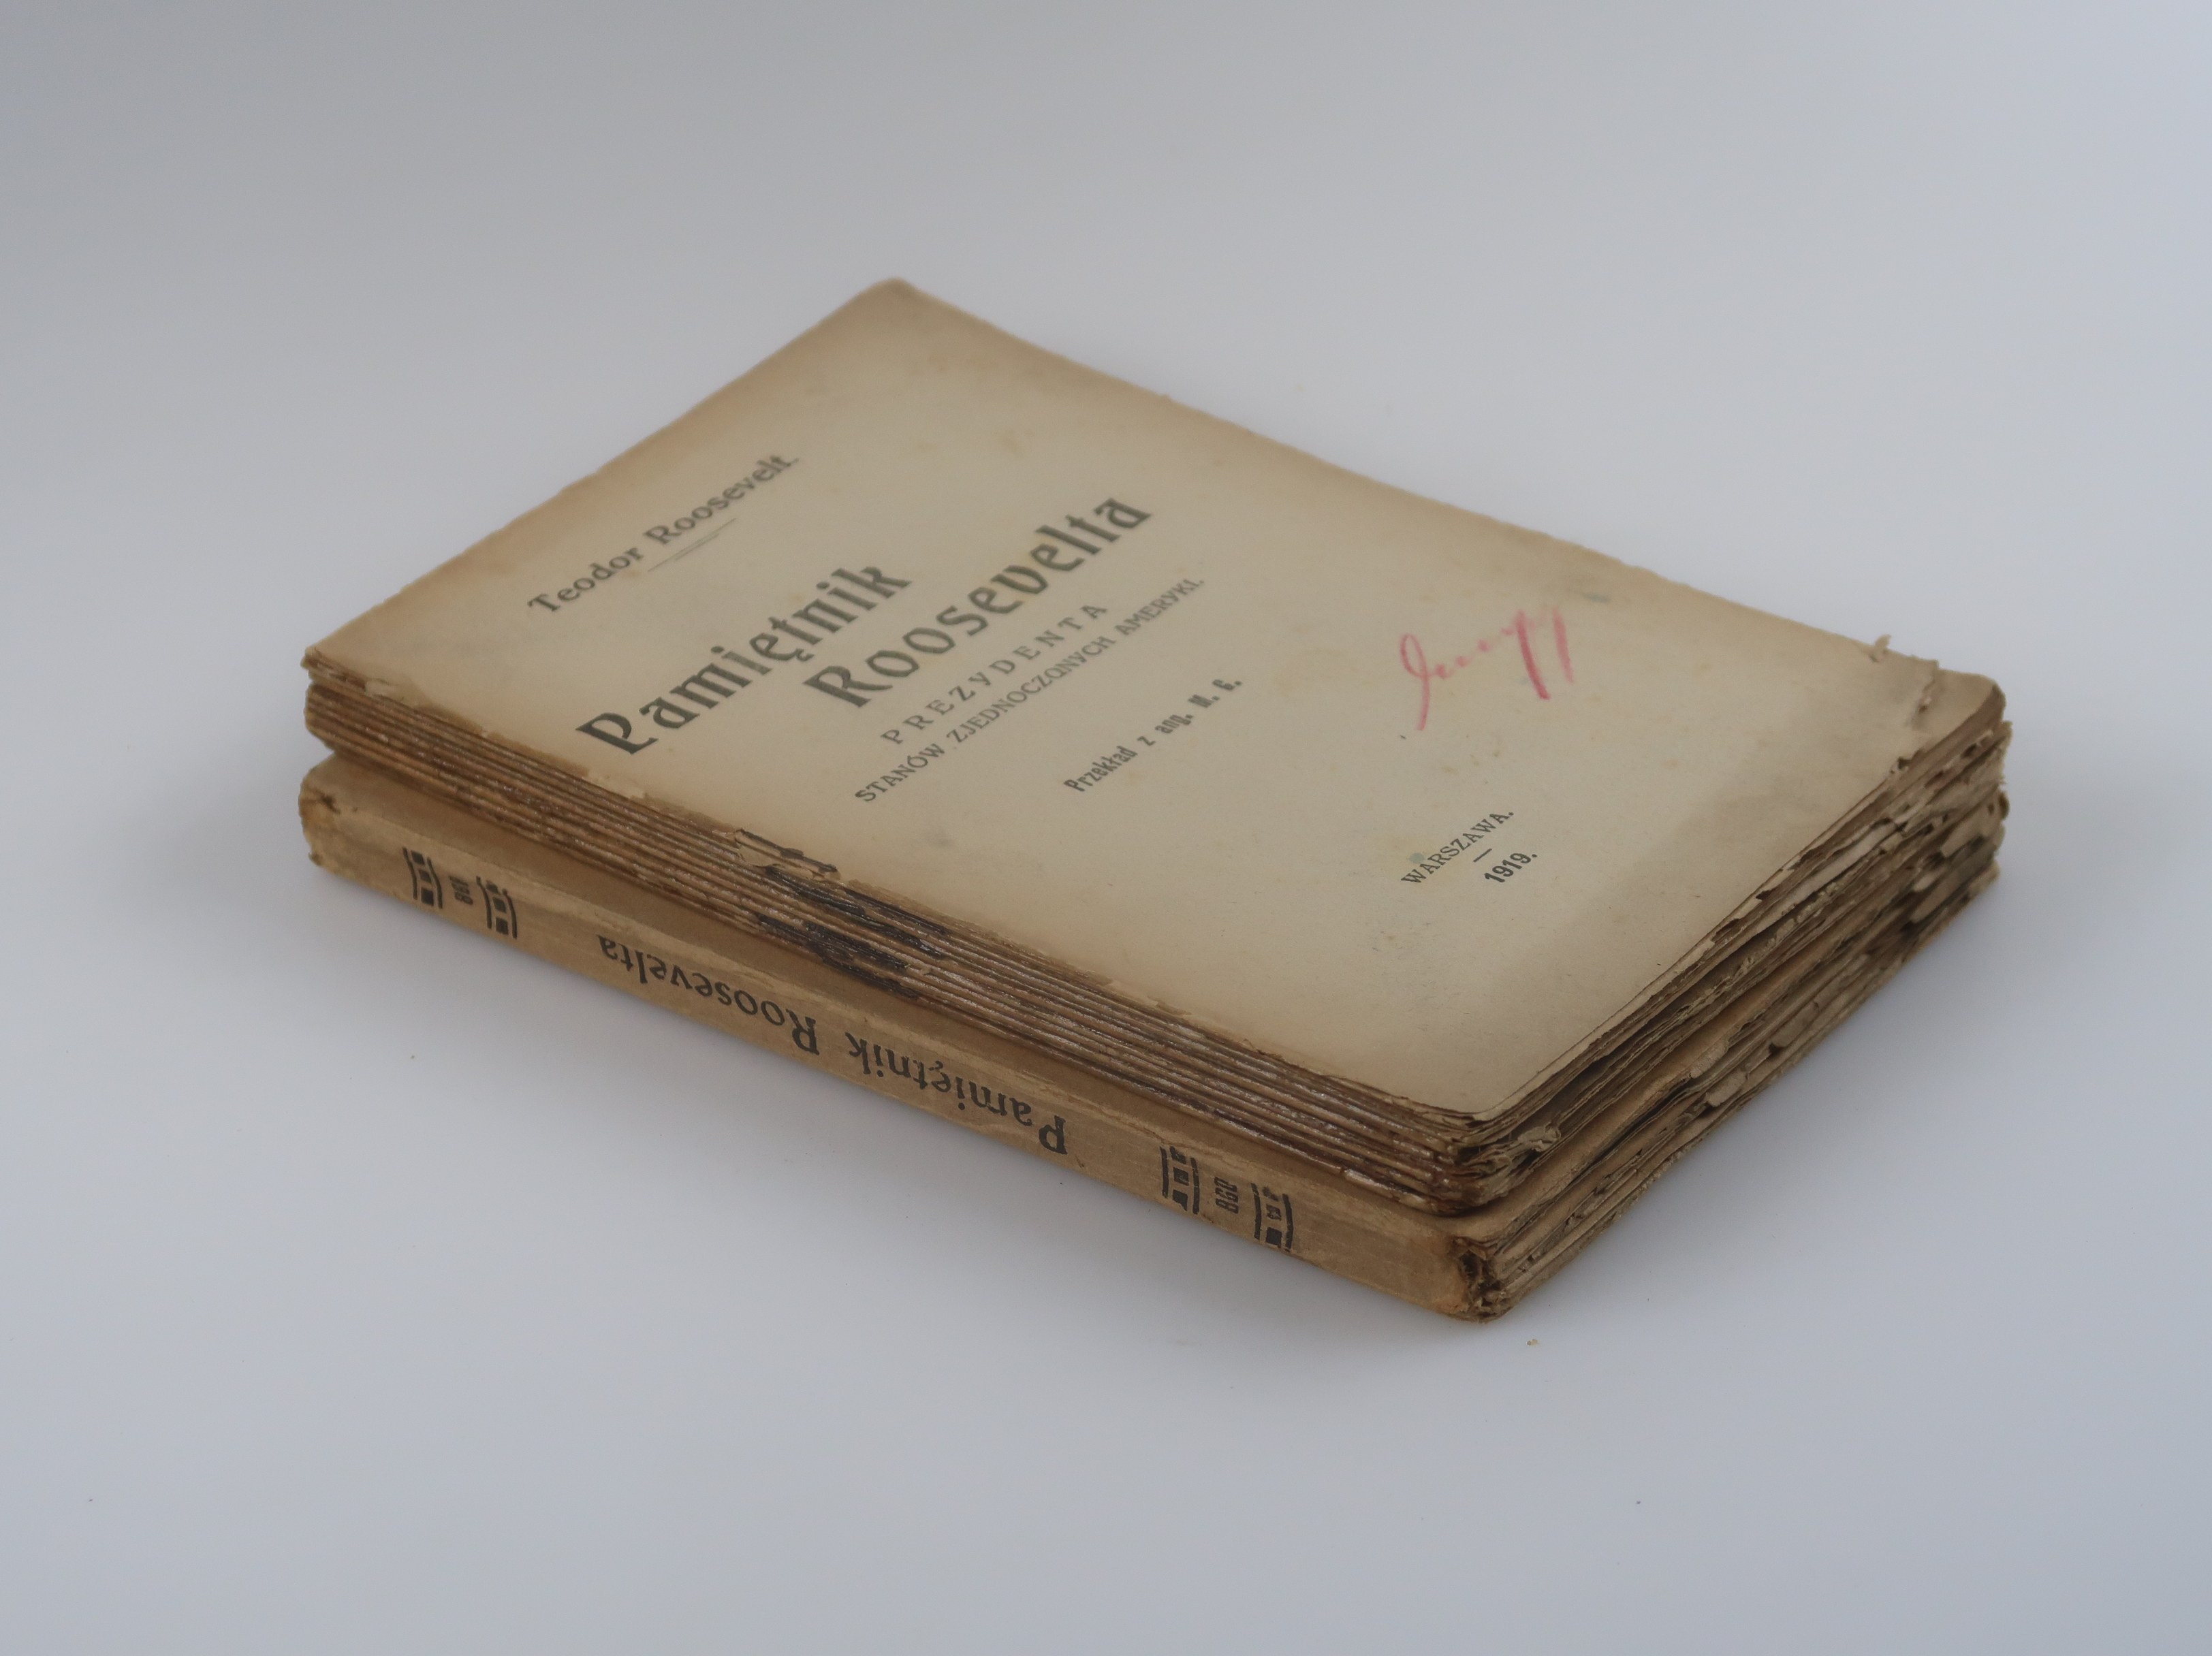 Teodor Roosevelt.
Pamiętnik
Roosevelta
PREZYDENTA
STANÓW ZJEDNOCZONYCH AMERYKI.
Przekład z ang. M. G.
WARSZAWA.
1919.
Pamiętnik Roosevelta